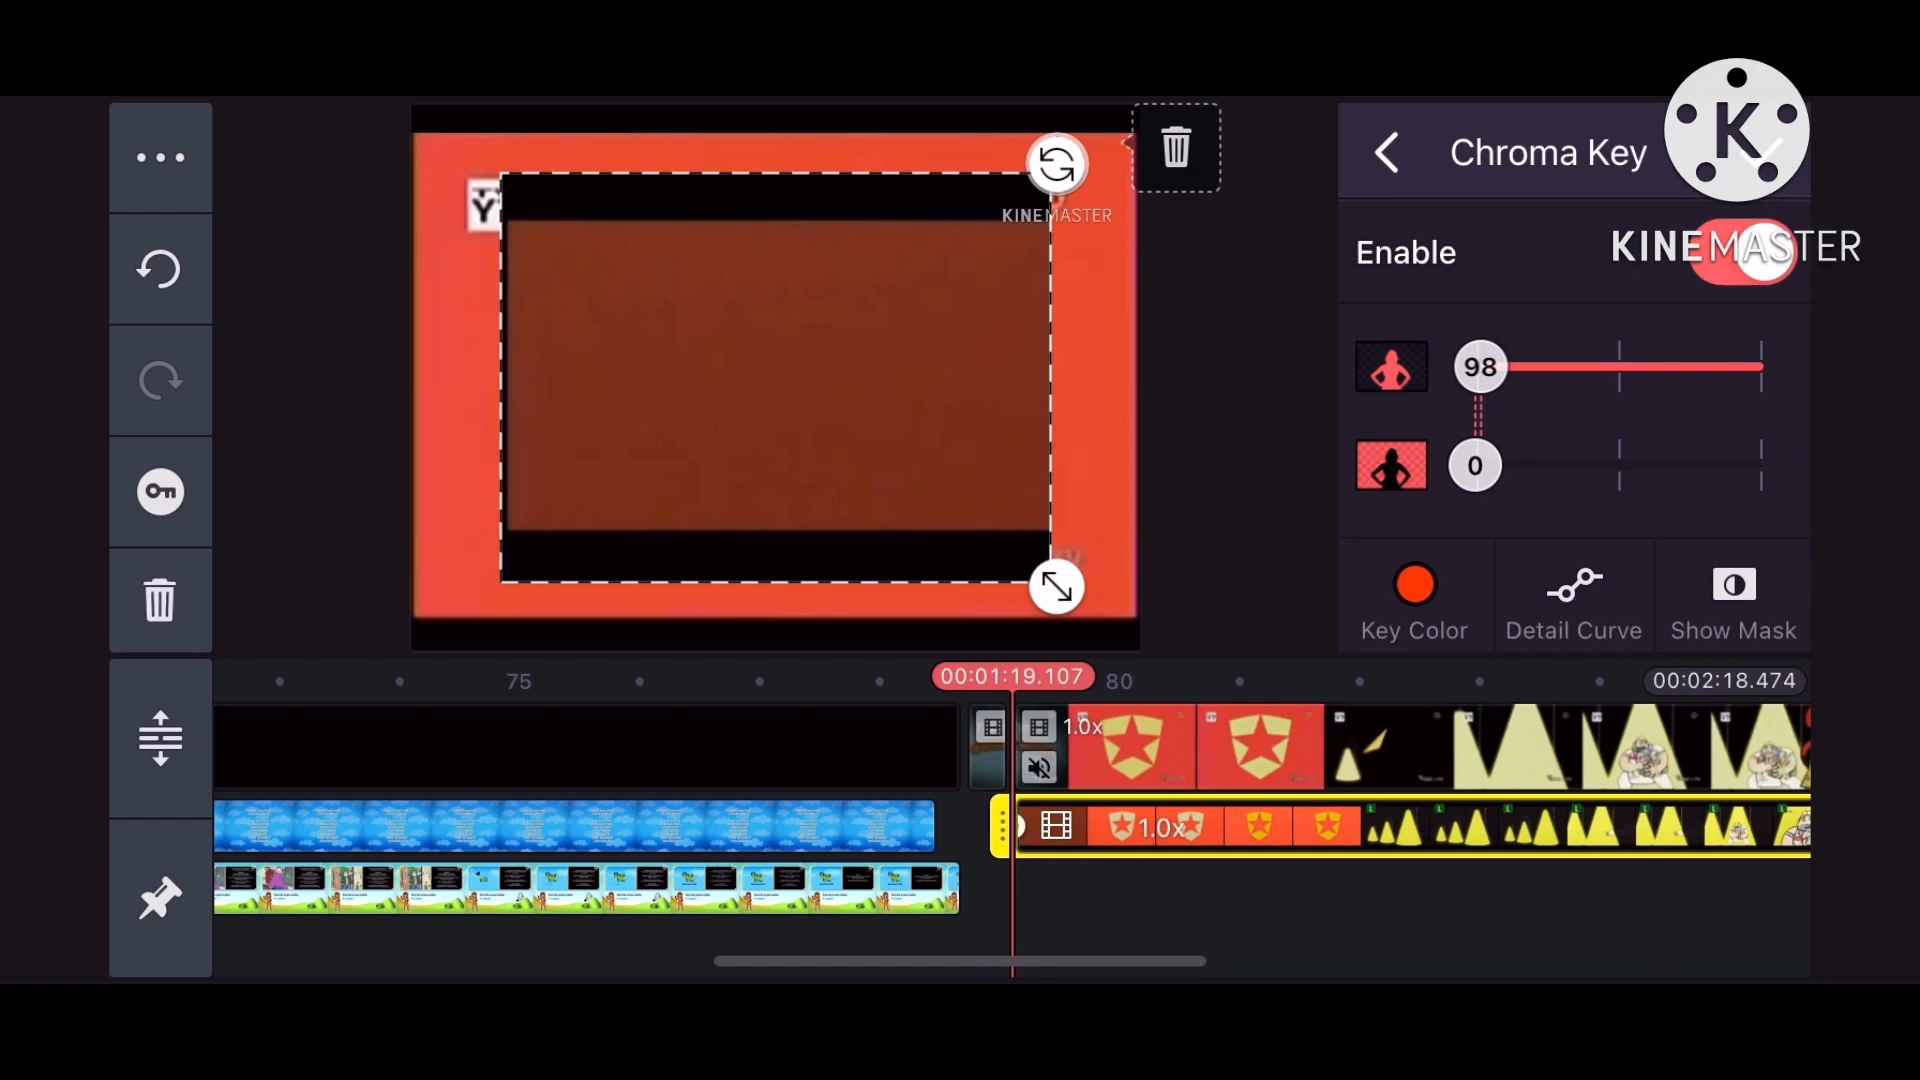 Chroma Key
K
KINEMASTER
Enable
KINEMASTER
98
0
Key Color
Detail Curve
Show Mask
75
00:01:19.107
80
00:02:18.474
1.0x
1.0x